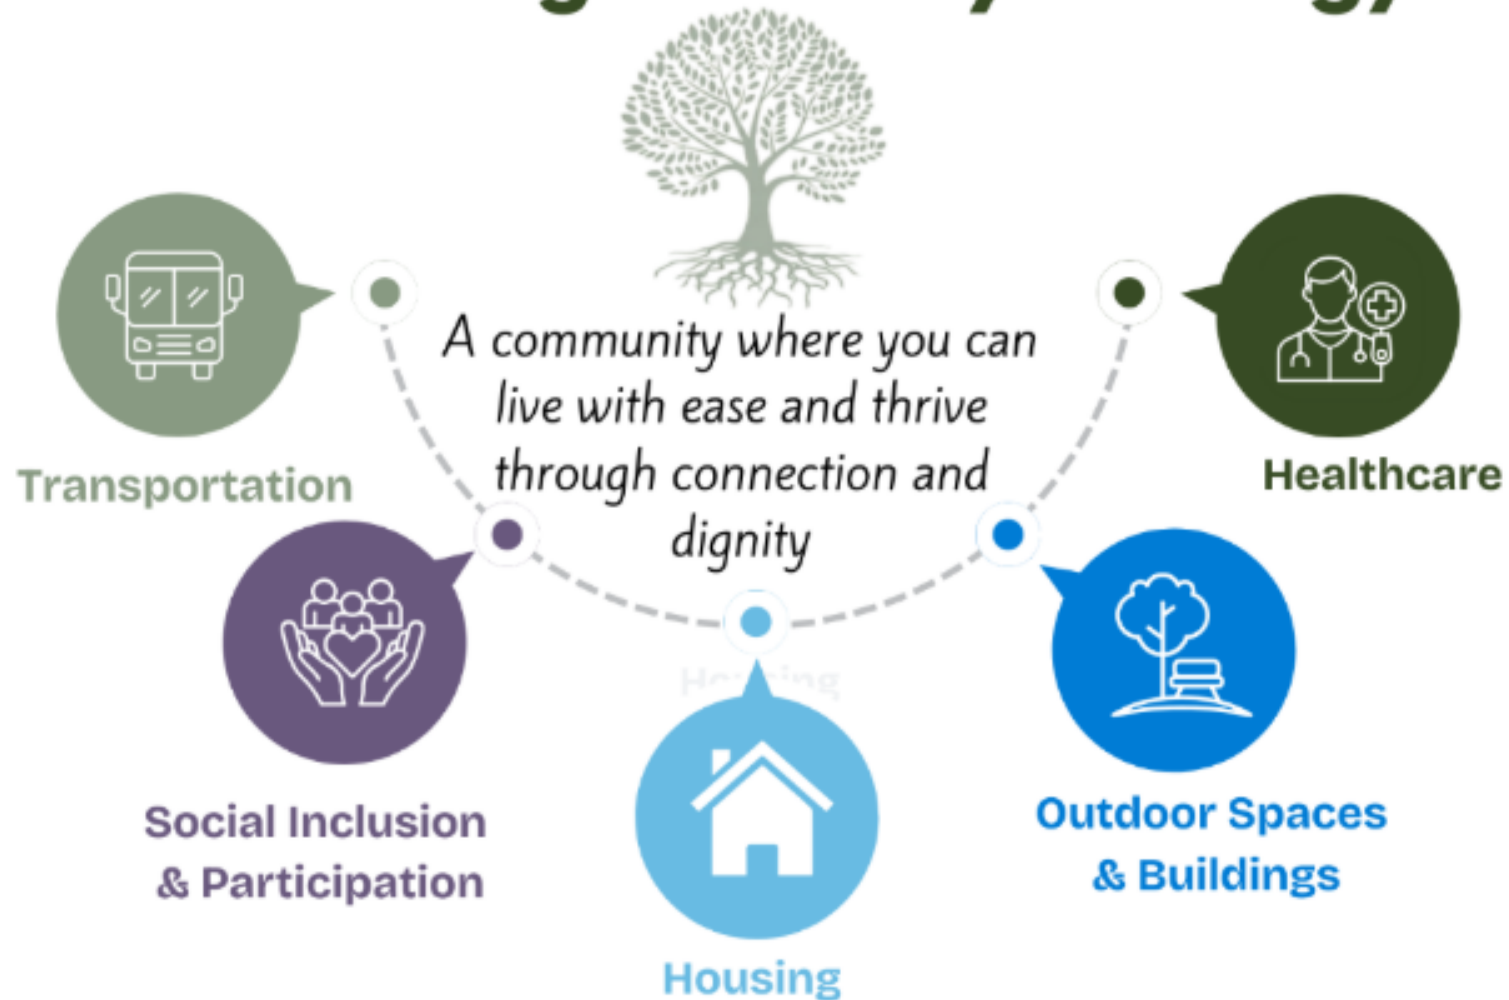 A community where you can
live with ease and thrive
through connection and
dignity
Transportation
Healthcare
Social Inclusion
& Participation
Housing
Outdoor Spaces
& Buildings
Housing